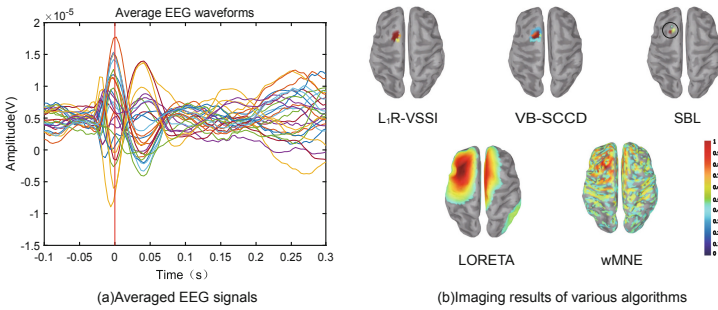 ×10⁻⁵
Average EEG waveforms
2
1.5
1
0.5
0
-0.5
-1
-1.5
Amplitude(V)
-0.1 -0.05 0 0.05 0.1 0.15 0.2 0.25 0.3
Time（s）
(a)Averaged EEG signals
L₁R-VSSI VB-SCCD SBL
LORETA wMNE
1
0
(b)Imaging results of various algorithms